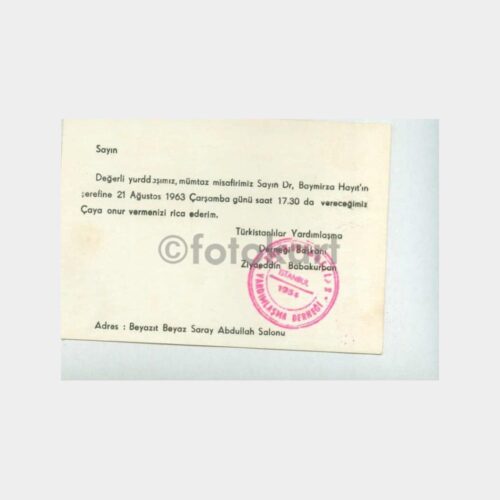 Sayın
Değerli yurddaşımız, mümtaz misafirimiz Sayın Dr, Baymirza Hayıt'ın
şerefine 21 Ağustos 1963 Çarşamba günü saat 17.30 da vereceğimiz
Çaya onur vermenizi rica ederim.
Türkistanlılar Yardımlaşma
Derneği Başkanı
Ziyaeddin Babakurban
©fotokart
İSTANBUL
1954
YARDIMLAŞMA DERNEĞİ
Adres : Beyazıt Beyaz Saray Abdullah Salonu